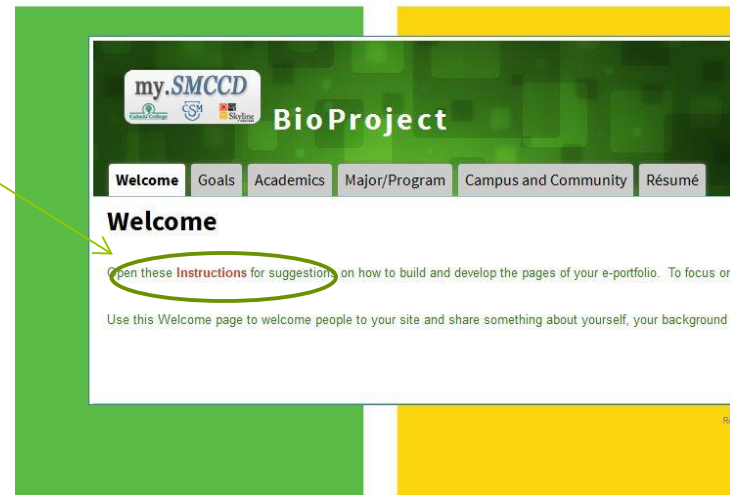 my.SMCCD
Cañada College CSM Skyline
BioProject
Welcome Goals Academics Major/Program Campus and Community Résumé
Welcome
Open these Instructions for suggestions on how to build and develop the pages of your e-portfolio. To focus or
Use this Welcome page to welcome people to your site and share something about yourself, your background